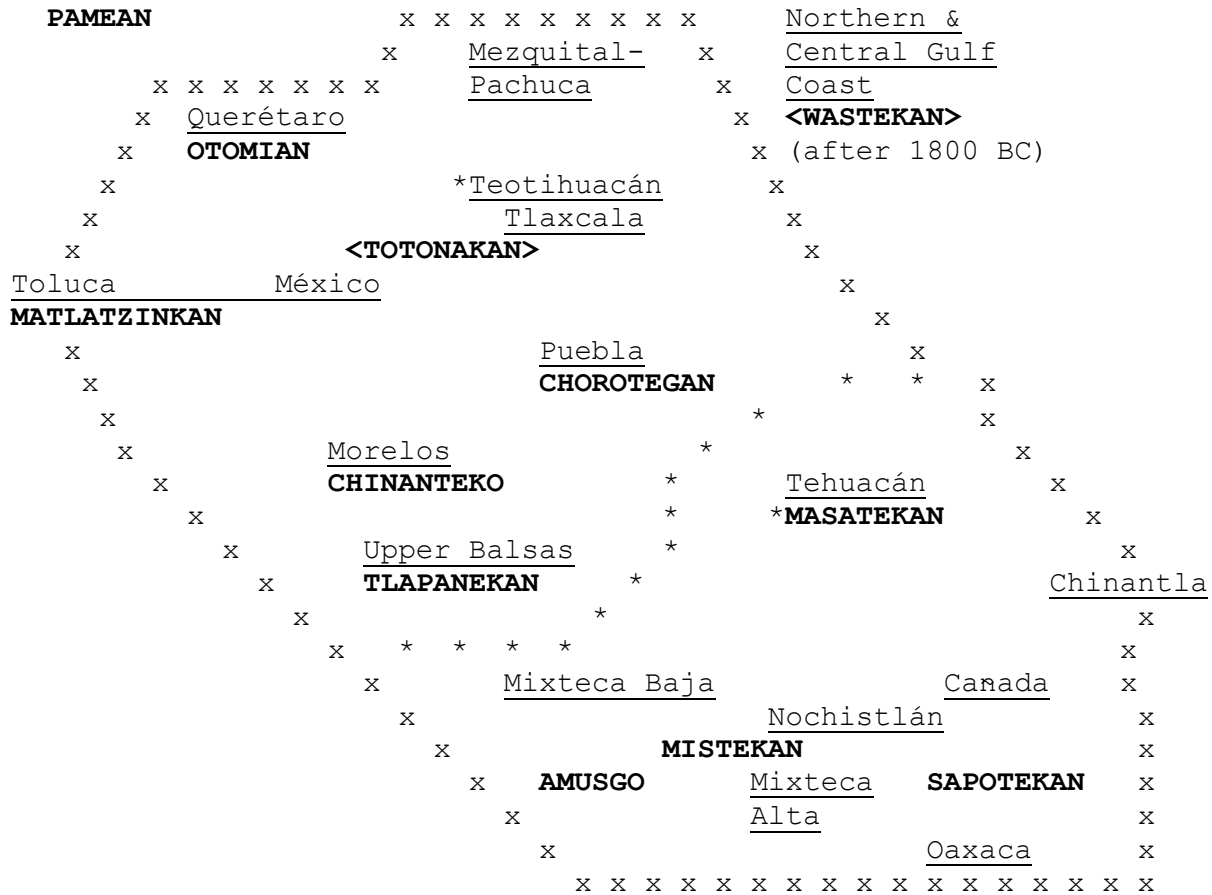 PAMEAN x x x x x x x x x Northern &
x Mezquital- x Central Gulf
x x x x x x x Pachuca x Coast
x Querétaro x <WASTEKAN>
x OTOMIAN x (after 1800 BC)
x *Teotihuacán x
x Tlaxcala x
x <TOTONAKAN> x
Toluca México x
MATLATZINKAN x
x Puebla x
x CHOROTEGAN * * x
x * x
x Morelos * x
x CHINANTEKO * Tehuacán x
x * *MASATEKAN x
x Upper Balsas * x
x TLAPANEKAN * Chinantla
x * x
x * * * * x
x Mixteca Baja Cañada x
x Nochistlán x
x MISTEKAN x
x AMUSGO Mixteca SAPOTEKAN x
x Alta x
x Oaxaca x
x x x x x x x x x x x x x x x x x